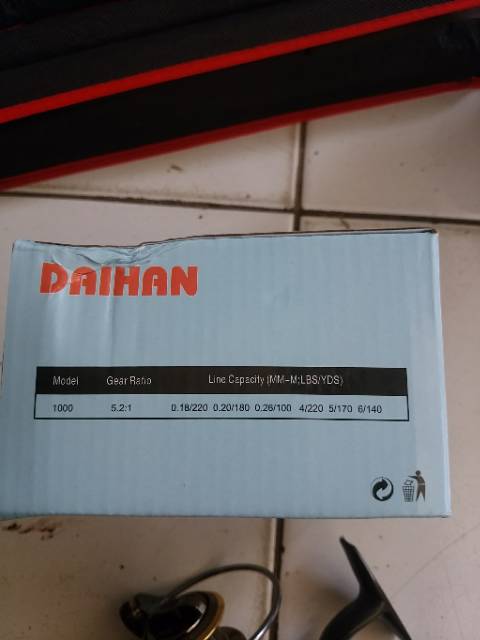 DAIHAN
Model Gear Ratio Line Capacity (MM-M;LBS/YDS)
1000 5.2:1 0.18/220 0.20/180 0.26/100 4/220 5/170 6/140